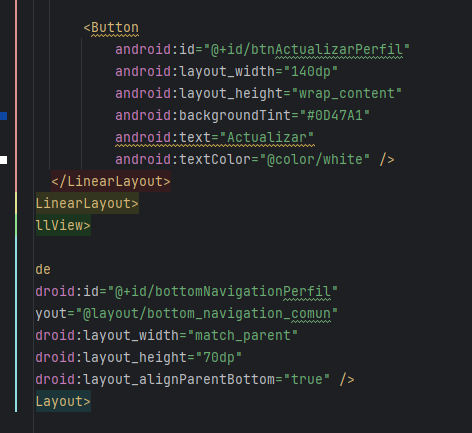 <Button
android:id="@+id/btnActualizarPerfil"
android:layout_width="140dp"
android:layout_height="wrap_content"
android:backgroundTint="#0D47A1"
android:text="Actualizar"
android:textColor="@color/white" />
</LinearLayout>
LinearLayout>
llView>
de
droid:id="@+id/bottomNavigationPerfil"
yout="@layout/bottom_navigation_comun"
droid:layout_width="match_parent"
droid:layout_height="70dp"
droid:layout_alignParentBottom="true" />
Layout>